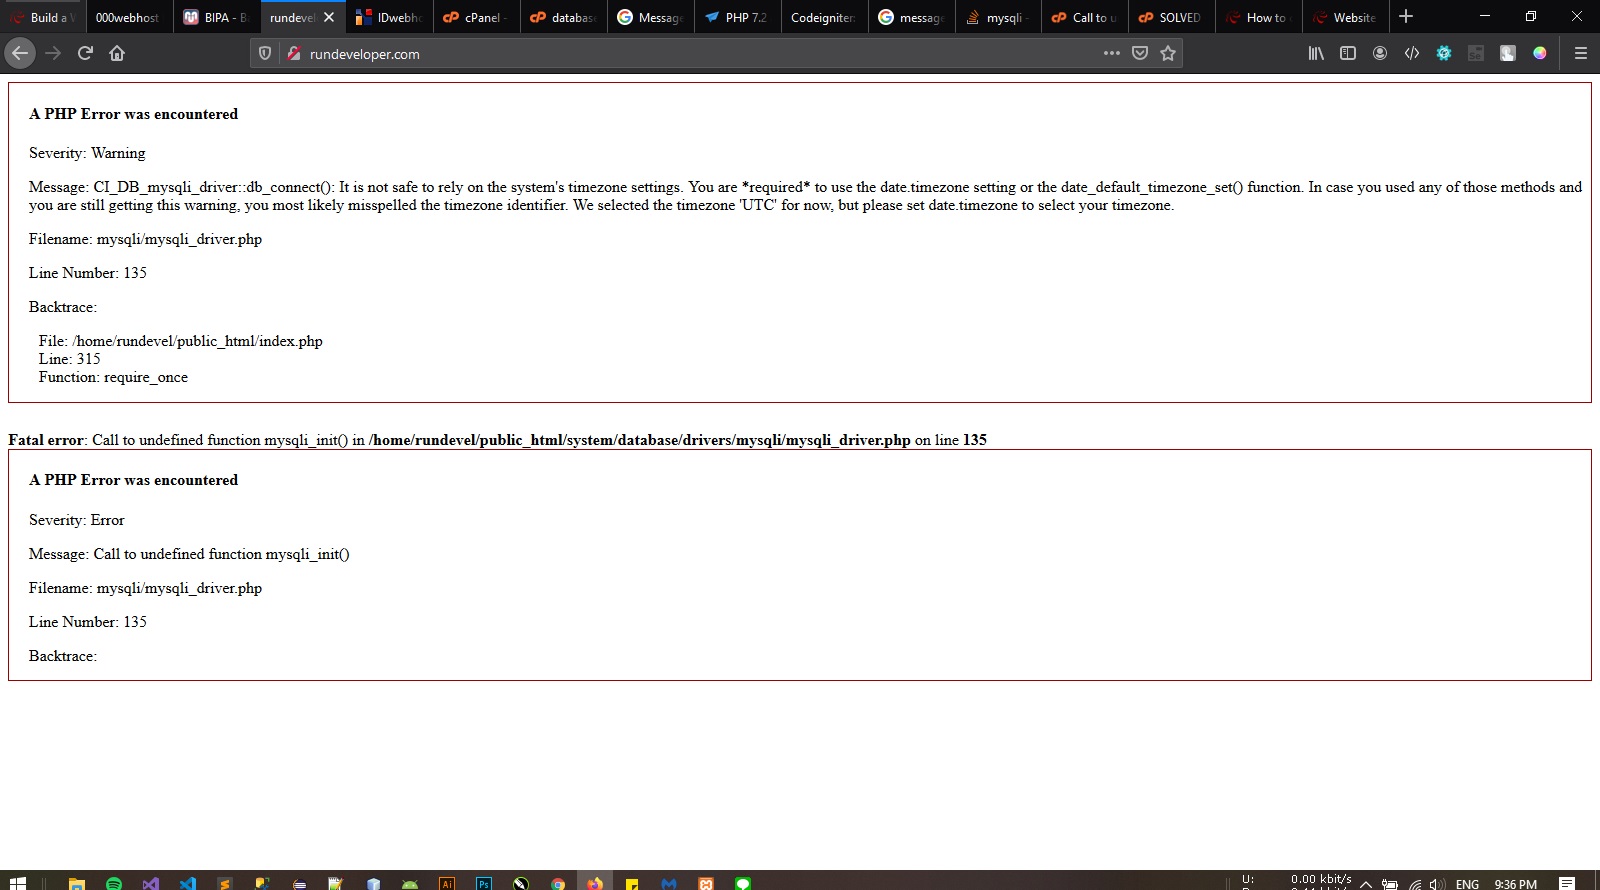 Build a W
000webhost
BIPA - B
rundevel
IDwebho
cPanel -
databas
Message
PHP 7.2
Codeigniter:
message
mysqli -
Call to u
SOLVED
How to
Website
rundeveloper.com
A PHP Error was encountered
Severity: Warning
Message: CI_DB_mysqli_driver::db_connect(): It is not safe to rely on the system's timezone settings. You are *required* to use the date.timezone setting or the date_default_timezone_set() function. In case you used any of those methods and
you are still getting this warning, you most likely misspelled the timezone identifier. We selected the timezone 'UTC' for now, but please set date.timezone to select your timezone.
Filename: mysqli/mysqli_driver.php
Line Number: 135
Backtrace:
File: /home/rundevel/public_html/index.php
Line: 315
Function: require_once
Fatal error: Call to undefined function mysqli_init() in /home/rundevel/public_html/system/database/drivers/mysqli/mysqli_driver.php on line 135
A PHP Error was encountered
Severity: Error
Message: Call to undefined function mysqli_init()
Filename: mysqli/mysqli_driver.php
Line Number: 135
Backtrace:
U: 0.00 kbit/s
ENG
9:36 PM